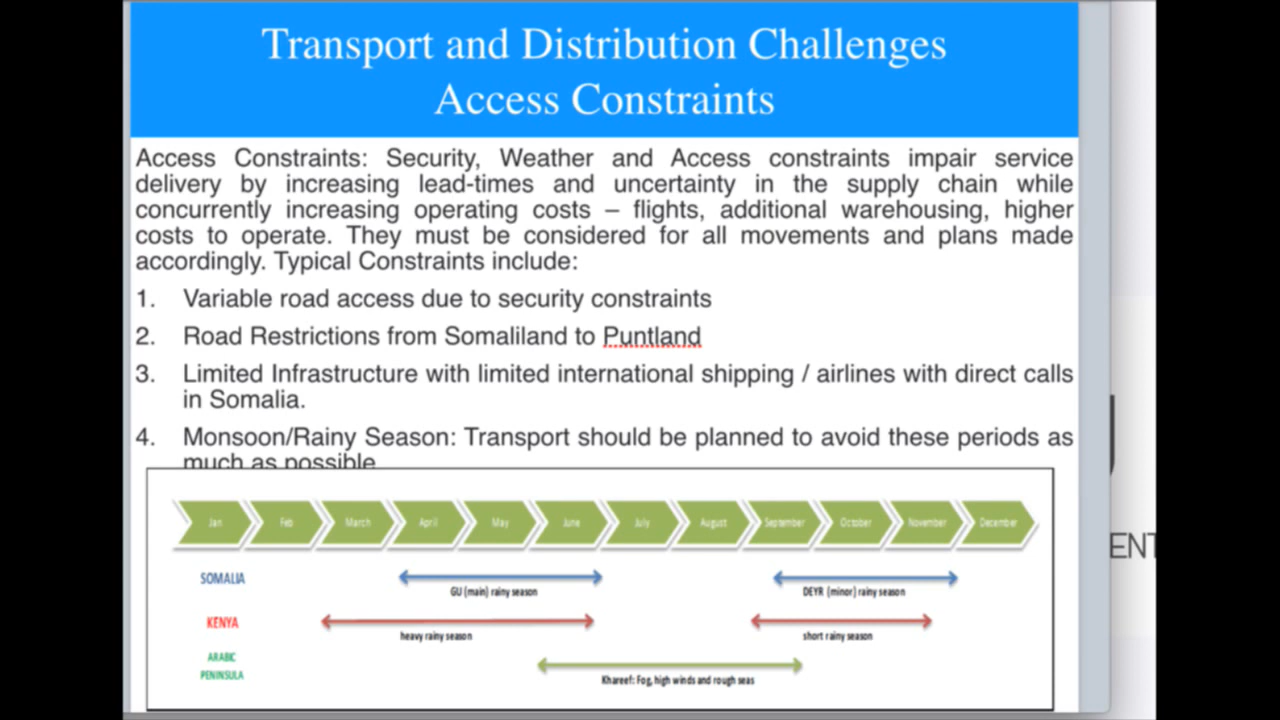 Transport and Distribution Challenges
Access Constraints
Access Constraints: Security, Weather and Access constraints impair service
delivery by increasing lead-times and uncertainty in the supply chain while
concurrently increasing operating costs – flights, additional warehousing, higher
costs to operate. They must be considered for all movements and plans made
accordingly. Typical Constraints include:
1. Variable road access due to security constraints
2. Road Restrictions from Somaliland to Puntland
3. Limited Infrastructure with limited international shipping / airlines with direct calls
in Somalia.
4. Monsoon/Rainy Season: Transport should be planned to avoid these periods as
much as possible
Jan Feb March April May June July August September October November December
SOMALIA
GU (main) rainy season DEYR (minor) rainy season
KENYA
heavy rainy season short rainy season
ARABIC
PENINSULA
Khareef: Fog, high winds and rough seas
ENT